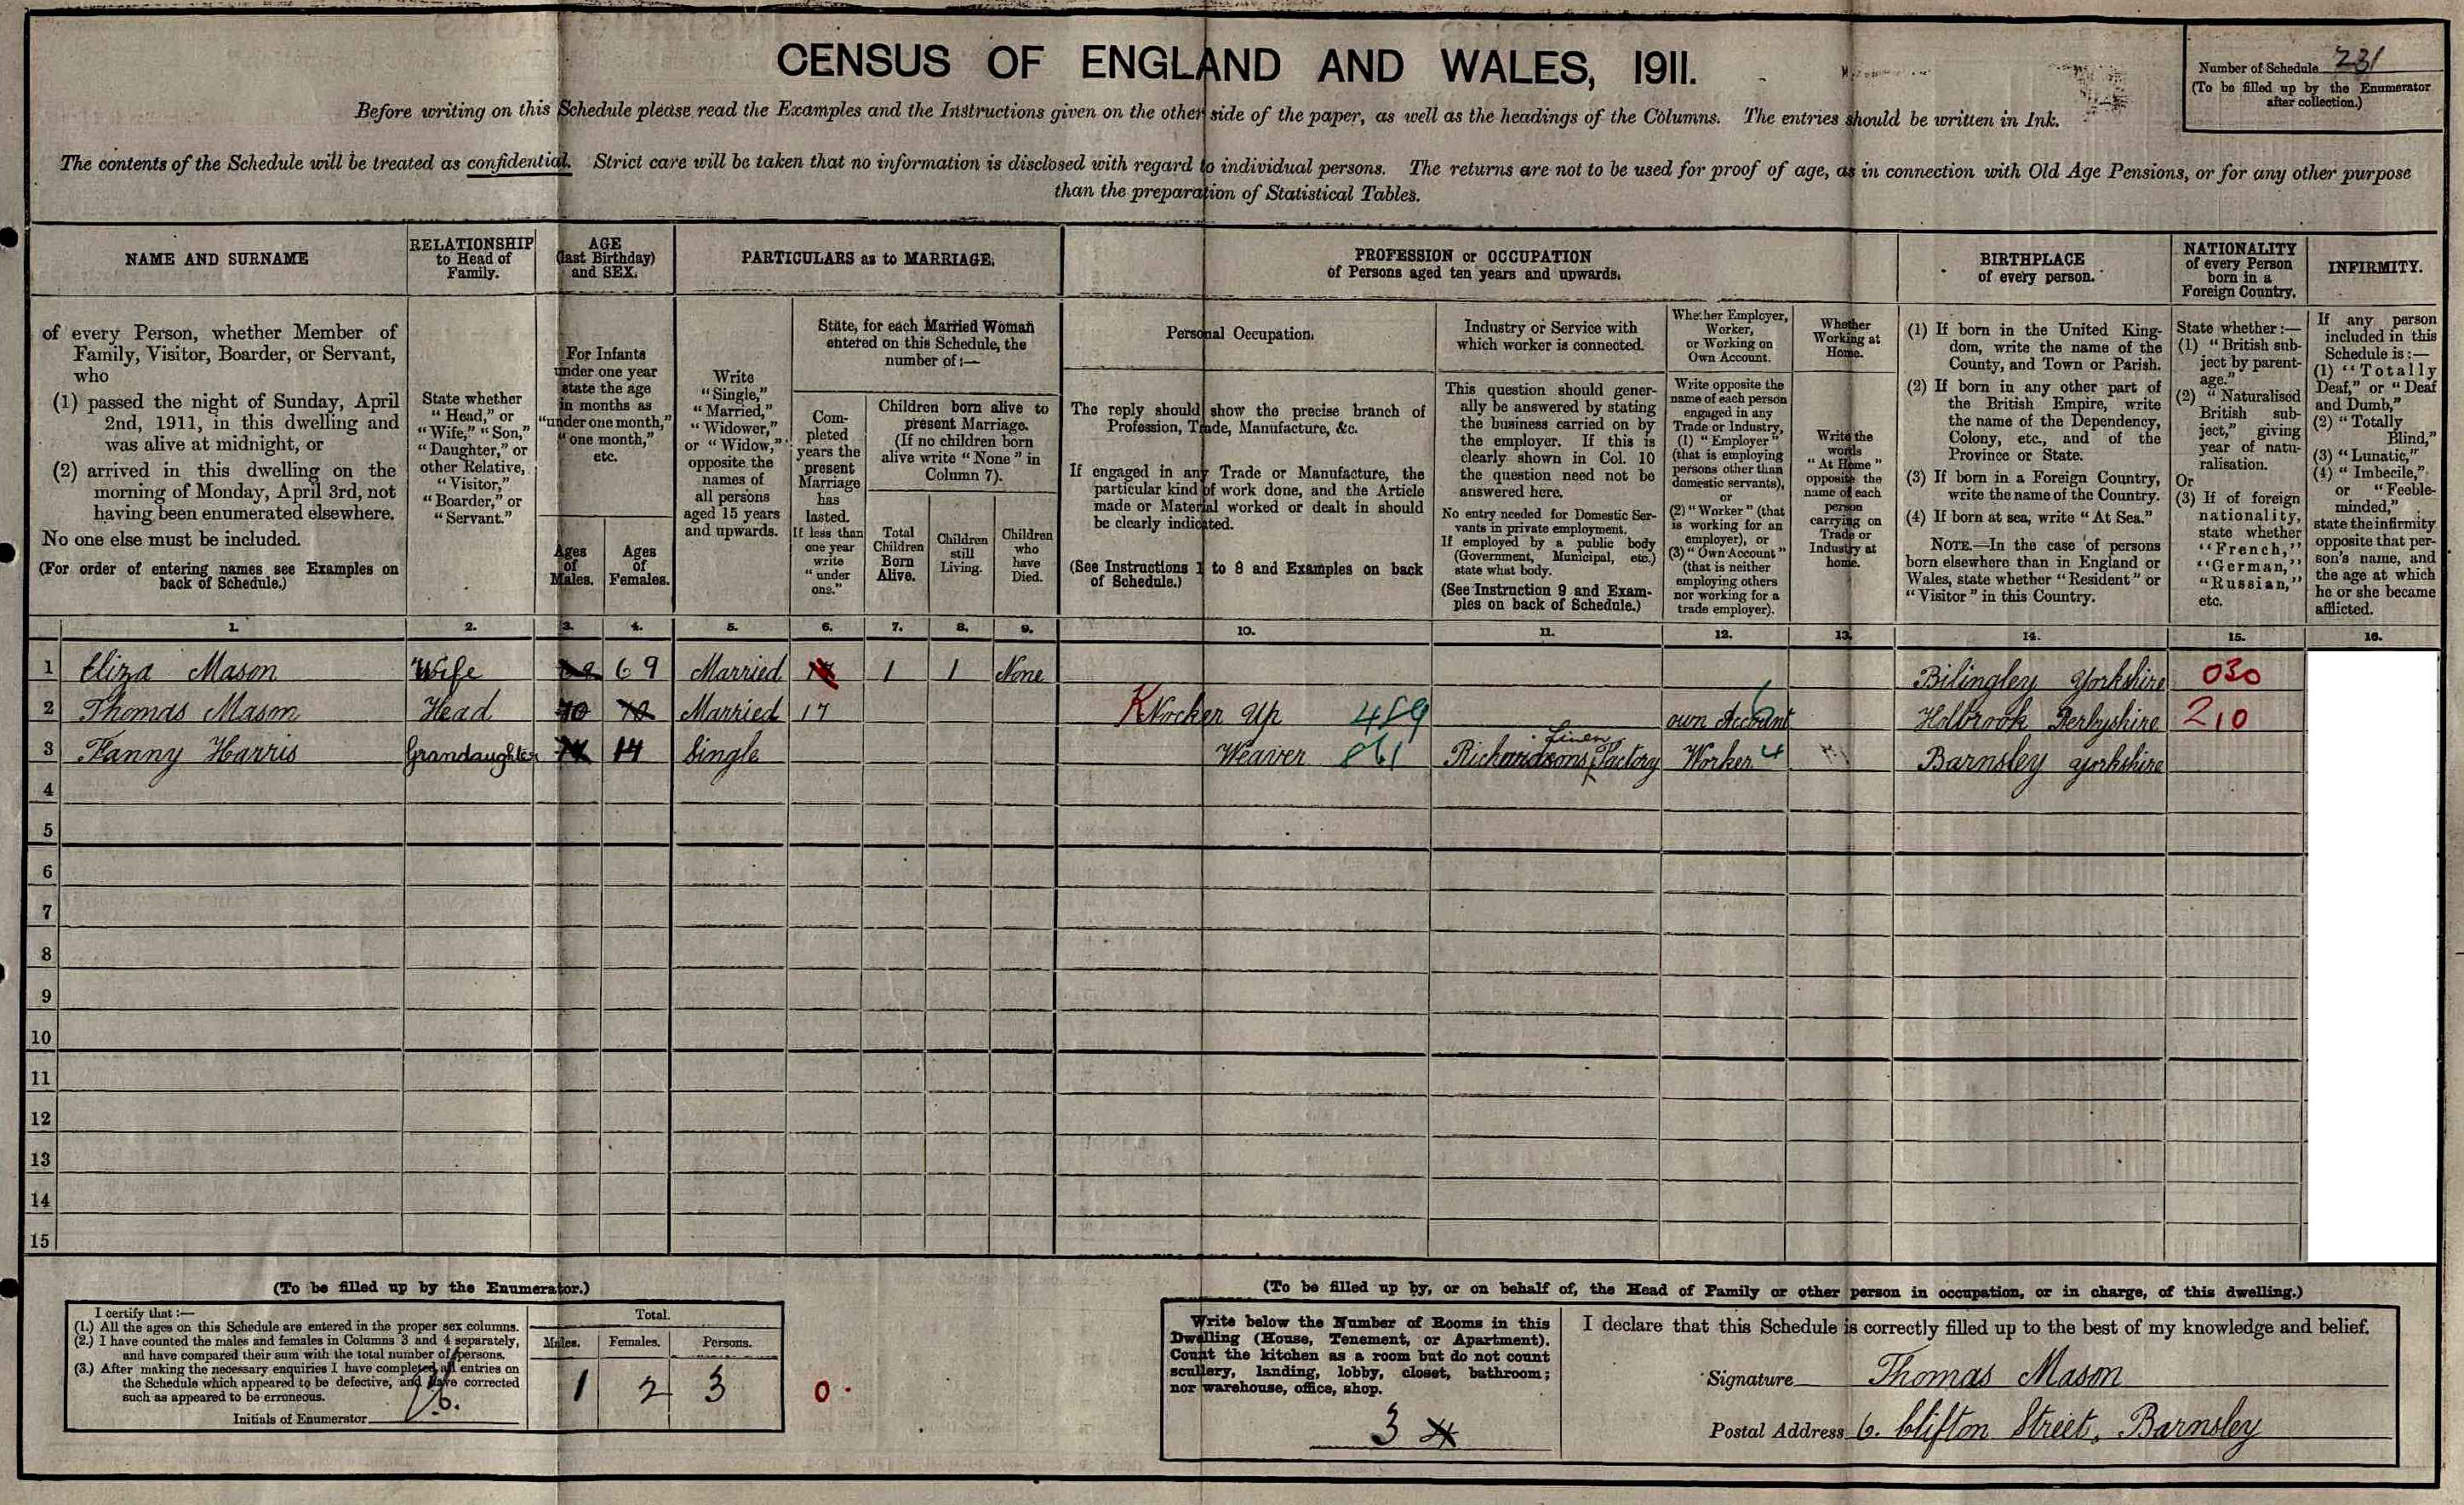 CENSUS OF ENGLAND AND WALES, 1911.
Number of Schedule 231
(To be filled up by the Enumerator
after collection.)
Before writing on this Schedule please read the Examples and the Instructions given on the other side of the paper, as well as the headings of the Columns. The entries should be written in Ink.
The contents of the Schedule will be treated as confidential. Strict care will be taken that no information is disclosed with regard to individual persons. The returns are not to be used for proof of age, as in connection with Old Age Pensions, or for any other purpose
than the preparation of Statistical Tables.
NAME AND SURNAME
RELATIONSHIP
to Head of
Family.
AGE
(last Birthday)
and SEX.
PARTICULARS as to MARRIAGE.
PROFESSION or OCCUPATION
of Persons aged ten years and upwards.
BIRTHPLACE
of every person.
NATIONALITY
of every Person
born in a
Foreign Country.
INFIRMITY.
of every Person, whether Member of
Family, Visitor, Boarder, or Servant,
who
(1) passed the night of Sunday, April
2nd, 1911, in this dwelling and
was alive at midnight, or
(2) arrived in this dwelling on the
morning of Monday, April 3rd, not
having been enumerated elsewhere.
No one else must be included.
(For order of entering names see Examples on
back of Schedule.)
State whether
"Head," or
"Wife," "Son,"
"Daughter," or
other Relative,
"Visitor,"
"Boarder," or
"Servant."
For Infants
under one year
state the age
in months as
"under one month,"
"one month,"
etc.
Ages
of
Males.
Ages
of
Females.
Write
"Single,"
"Married,"
"Widower,"
or "Widow,"
opposite the
names of
all persons
aged 15 years
and upwards.
State, for each Married Woman
entered on this Schedule, the
number of:—
Com-
pleted
years the
present
Marriage
has
lasted.
If less than
one year
write
"under
one."
Children born alive to
present Marriage.
(If no children born
alive write "None" in
Column 7).
Total
Children
Born
Alive.
Children
still
Living.
Children
who
have
Died.
Personal Occupation.
The reply should show the precise branch of
Profession, Trade, Manufacture, &c.
If engaged in any Trade or Manufacture, the
particular kind of work done, and the Article
made or Material worked or dealt in should
be clearly indicated.
(See Instructions 1 to 8 and Examples on back
of Schedule.)
Industry or Service with
which worker is connected.
This question should gener-
ally be answered by stating
the business carried on by
the employer. If this is
clearly shown in Col. 10
the question need not be
answered here.
No entry needed for Domestic Ser-
vants in private employment.
If employed by a public body
(Government, Municipal, etc.)
state what body.
(See Instruction 9 and Exam-
ples on back of Schedule.)
Whether Employer,
Worker,
or Working on
Own Account.
Write opposite the
name of each person
engaged in any
Trade or Industry,
(1) "Employer"
(that is employing
persons other than
domestic servants),
or
(2) "Worker" (that
is working for an
employer), or
(3) "Own Account"
(that is neither
employing others
nor working for a
trade employer).
Whether
Working at
Home.
Write the
words
"At Home"
opposite the
name of each
person
carrying on
Trade or
Industry at
home.
(1) If born in the United King-
dom, write the name of the
County, and Town or Parish.
(2) If born in any other part of
the British Empire, write
the name of the Dependency,
Colony, etc., and of the
Province or State.
(3) If born in a Foreign Country,
write the name of the Country.
(4) If born at sea, write "At Sea."
NOTE.—In the case of persons
born elsewhere than in England or
Wales, state whether "Resident" or
"Visitor" in this Country.
State whether:—
(1) "British sub-
ject by parent-
age."
(2) "Naturalised
British sub-
ject," giving
year of natu-
ralisation.
Or
(3) If of foreign
nationality,
state whether
"French,"
"German,"
"Russian,"
etc.
If any person
included in this
Schedule is:—
(1) "Totally
Deaf," or "Deaf
and Dumb,"
(2) "Totally
Blind,"
(3) "Lunatic,"
(4) "Imbecile,"
or "Feeble-
minded,"
state the infirmity
opposite that per-
son's name, and
the age at which
he or she became
afflicted.
1. 2. 3. 4. 5. 6. 7. 8. 9. 10. 11. 12. 13. 14. 15. 16.
1 Eliza Mason Wife 69 69 Married 17 1 1 None Bilingley Yorkshire 030
2 Thomas Mason Head 70 70 Married 17 KNocker Up 459 own Account 6 Holbrook Derbyshire 210
3 Fanny Harris Grandaughter 14 14 Single Weaver 861 Richardsons Linen Factory Worker 4 Barnsley Yorkshire
4
5
6
7
8
9
10
11
12
13
14
15
(To be filled up by the Enumerator.)
I certify that:—
(1.) All the ages on this Schedule are entered in the proper sex columns.
(2.) I have counted the males and females in Columns 3 and 4 separately,
and have compared their sum with the total number of persons.
(3.) After making the necessary enquiries I have completed all entries on
the Schedule which appeared to be defective, and have corrected
such as appeared to be erroneous.
Initials of Enumerator
Total.
Males. Females. Persons.
1 2 3 0
(To be filled up by, or on behalf of, the Head of Family or other person in occupation, or in charge, of this dwelling.)
Write below the Number of Rooms in this
Dwelling (House, Tenement, or Apartment).
Count the kitchen as a room but do not count
scullery, landing, lobby, closet, bathroom;
nor warehouse, office, shop.
3 4
I declare that this Schedule is correctly filled up to the best of my knowledge and belief.
Signature Thomas Mason
Postal Address 6. Clifton Street, Barnsley